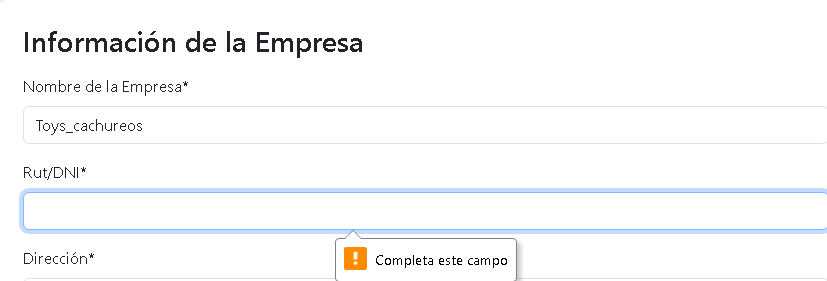 Información de la Empresa
Nombre de la Empresa*
Toys_cachureos
Rut/DNI*
Completa este campo
Dirección*